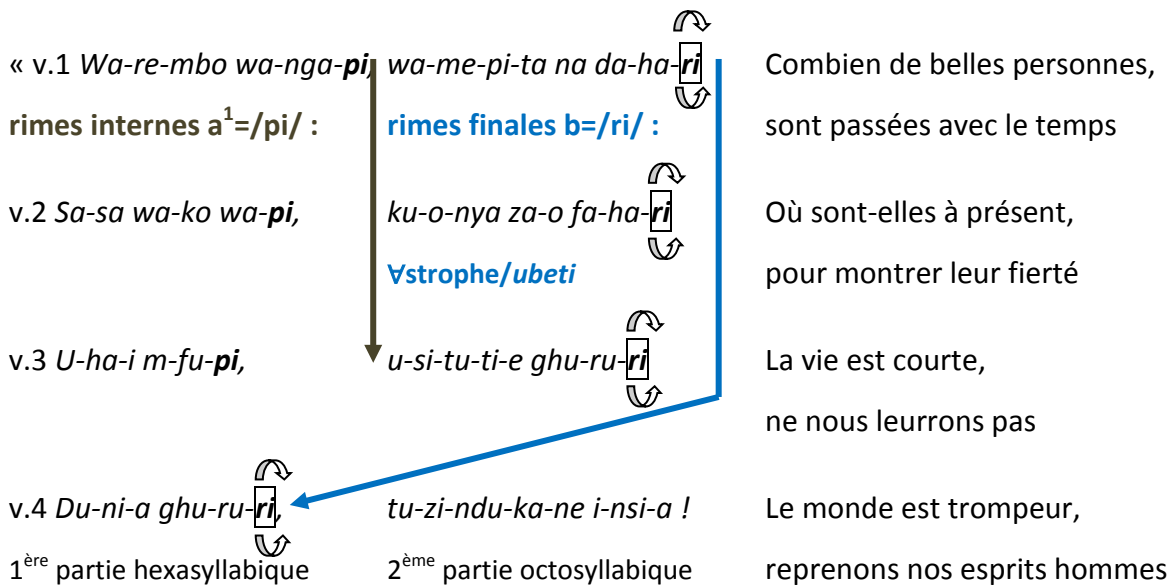 « v.1 Wa-re-mbo wa-nga-pi, wa-me-pi-ta na da-ha-ri Combien de belles personnes,
rimes internes a¹=/pi/ : rimes finales b=/ri/ : sont passées avec le temps
v.2 Sa-sa wa-ko wa-pi, ku-o-nya za-o fa-ha-ri Où sont-elles à présent,
∀strophe/ubeti pour montrer leur fierté
v.3 U-ha-i m-fu-pi, u-si-tu-ti-e ghu-ru-ri La vie est courte,
ne nous leurrons pas
v.4 Du-ni-a ghu-ru-ri, tu-zi-ndu-ka-ne i-nsi-a ! Le monde est trompeur,
1ère partie hexasyllabique 2ème partie octosyllabique reprenons nos esprits hommes